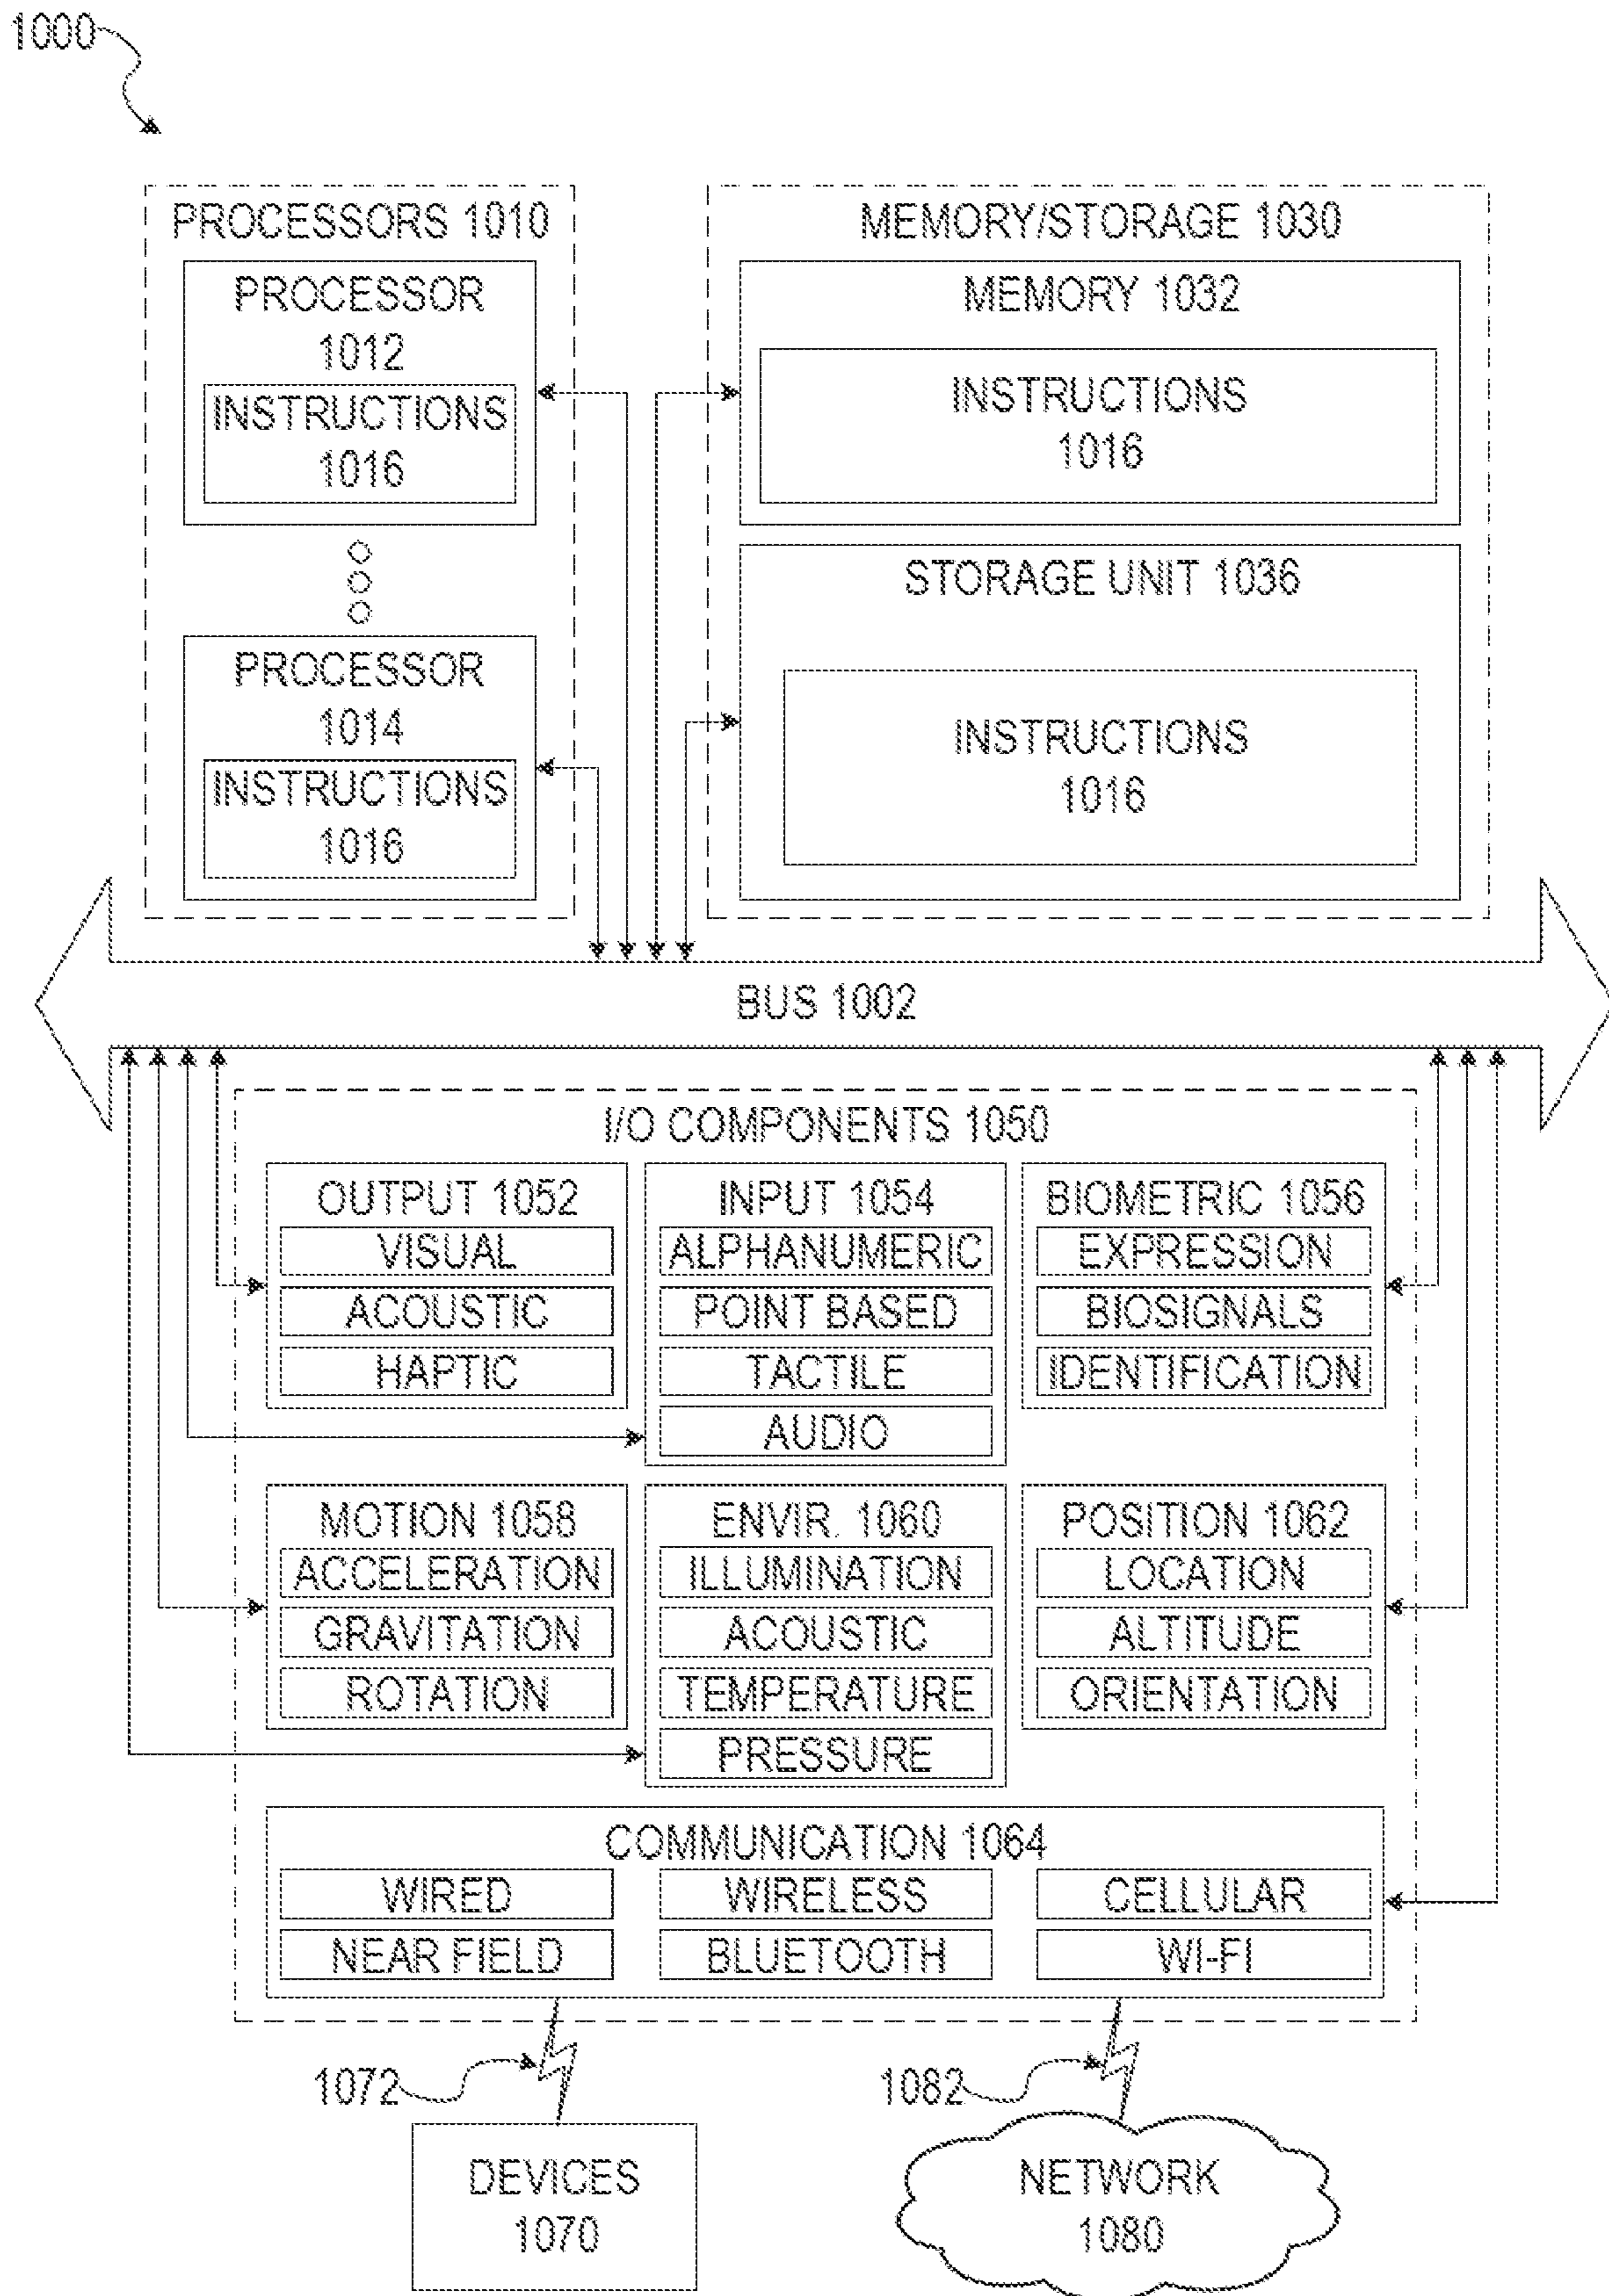 1000
PROCESSORS 1010
PROCESSOR
1012
INSTRUCTIONS
1016
PROCESSOR
1014
INSTRUCTIONS
1016
MEMORY/STORAGE 1030
MEMORY 1032
INSTRUCTIONS
1016
STORAGE UNIT 1036
INSTRUCTIONS
1016
BUS 1002
I/O COMPONENTS 1050
OUTPUT 1052
VISUAL
ACOUSTIC
HAPTIC
INPUT 1054
ALPHANUMERIC
POINT BASED
TACTILE
AUDIO
BIOMETRIC 1056
EXPRESSION
BIOSIGNALS
IDENTIFICATION
MOTION 1058
ACCELERATION
GRAVITATION
ROTATION
ENVIR. 1060
ILLUMINATION
ACOUSTIC
TEMPERATURE
PRESSURE
POSITION 1062
LOCATION
ALTITUDE
ORIENTATION
COMMUNICATION 1064
WIRED
WIRELESS
CELLULAR
NEAR FIELD
BLUETOOTH
WI-FI
1072
1082
DEVICES
1070
NETWORK
1080